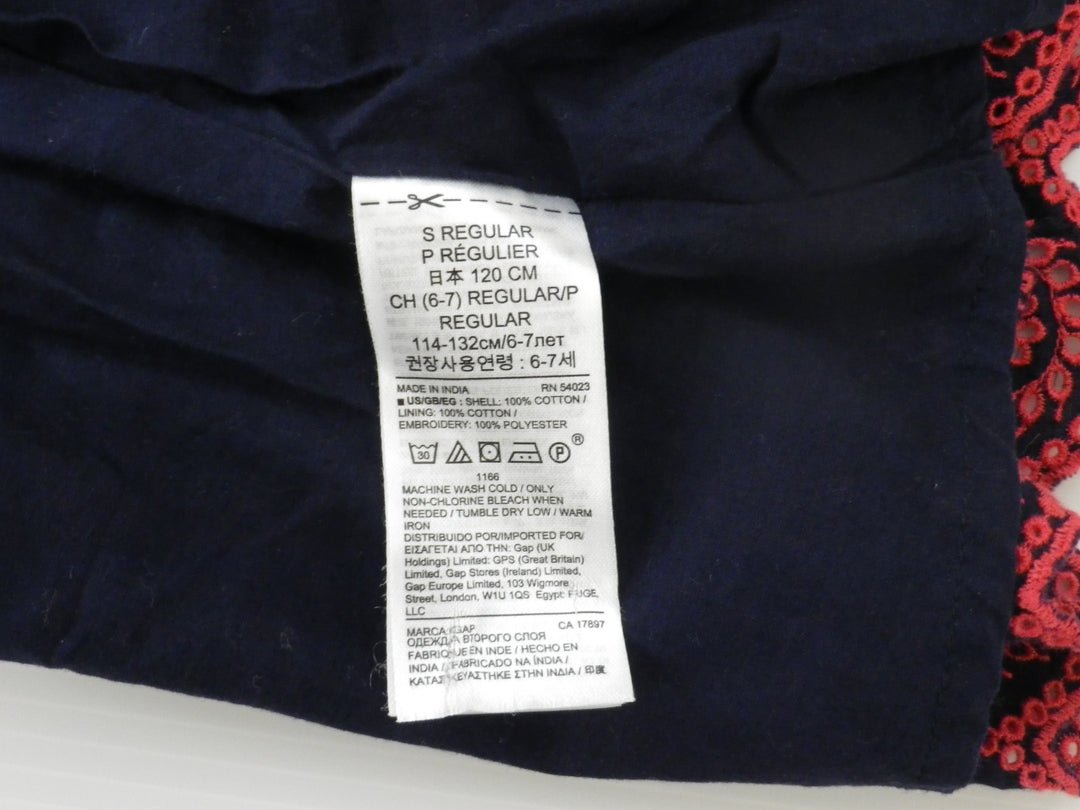 S REGULAR
P RÉGULIER
日本 120 CM
CH (6-7) REGULAR/P
REGULAR
114-132см/6-7лет
권장사용연령 : 6-7세
MADE IN INDIA RN 54023
■ US/GB/EG : SHELL: 100% COTTON /
LINING: 100% COTTON /
EMBROIDERY: 100% POLYESTER
30 P ®
1166
MACHINE WASH COLD / ONLY
NON-CHLORINE BLEACH WHEN
NEEDED / TUMBLE DRY LOW / WARM
IRON
DISTRIBUIDO POR/IMPORTED FOR/
ΕΙΣΑΓΕΤΑΙ ΑΠΟ ΤΗΝ: Gap (UK
Holdings) Limited: GPS (Great Britain)
Limited, Gap Stores (Ireland) Limited,
Gap Europe Limited, 103 Wigmore
Street, London, W1U 1QS Egypt:
LLC
MARCA: GAP CA 17897
ОДЕЖДА ВТОРОГО СЛОЯ
FABRIQUÉ EN INDE / HECHO EN
INDIA / FABRICADO NA ÍNDIA /
ΚΑΤΑΣΚΕΥΑΣΤΗΚΕ ΣΤΗΝ ΙΝΔΙΑ / 印度